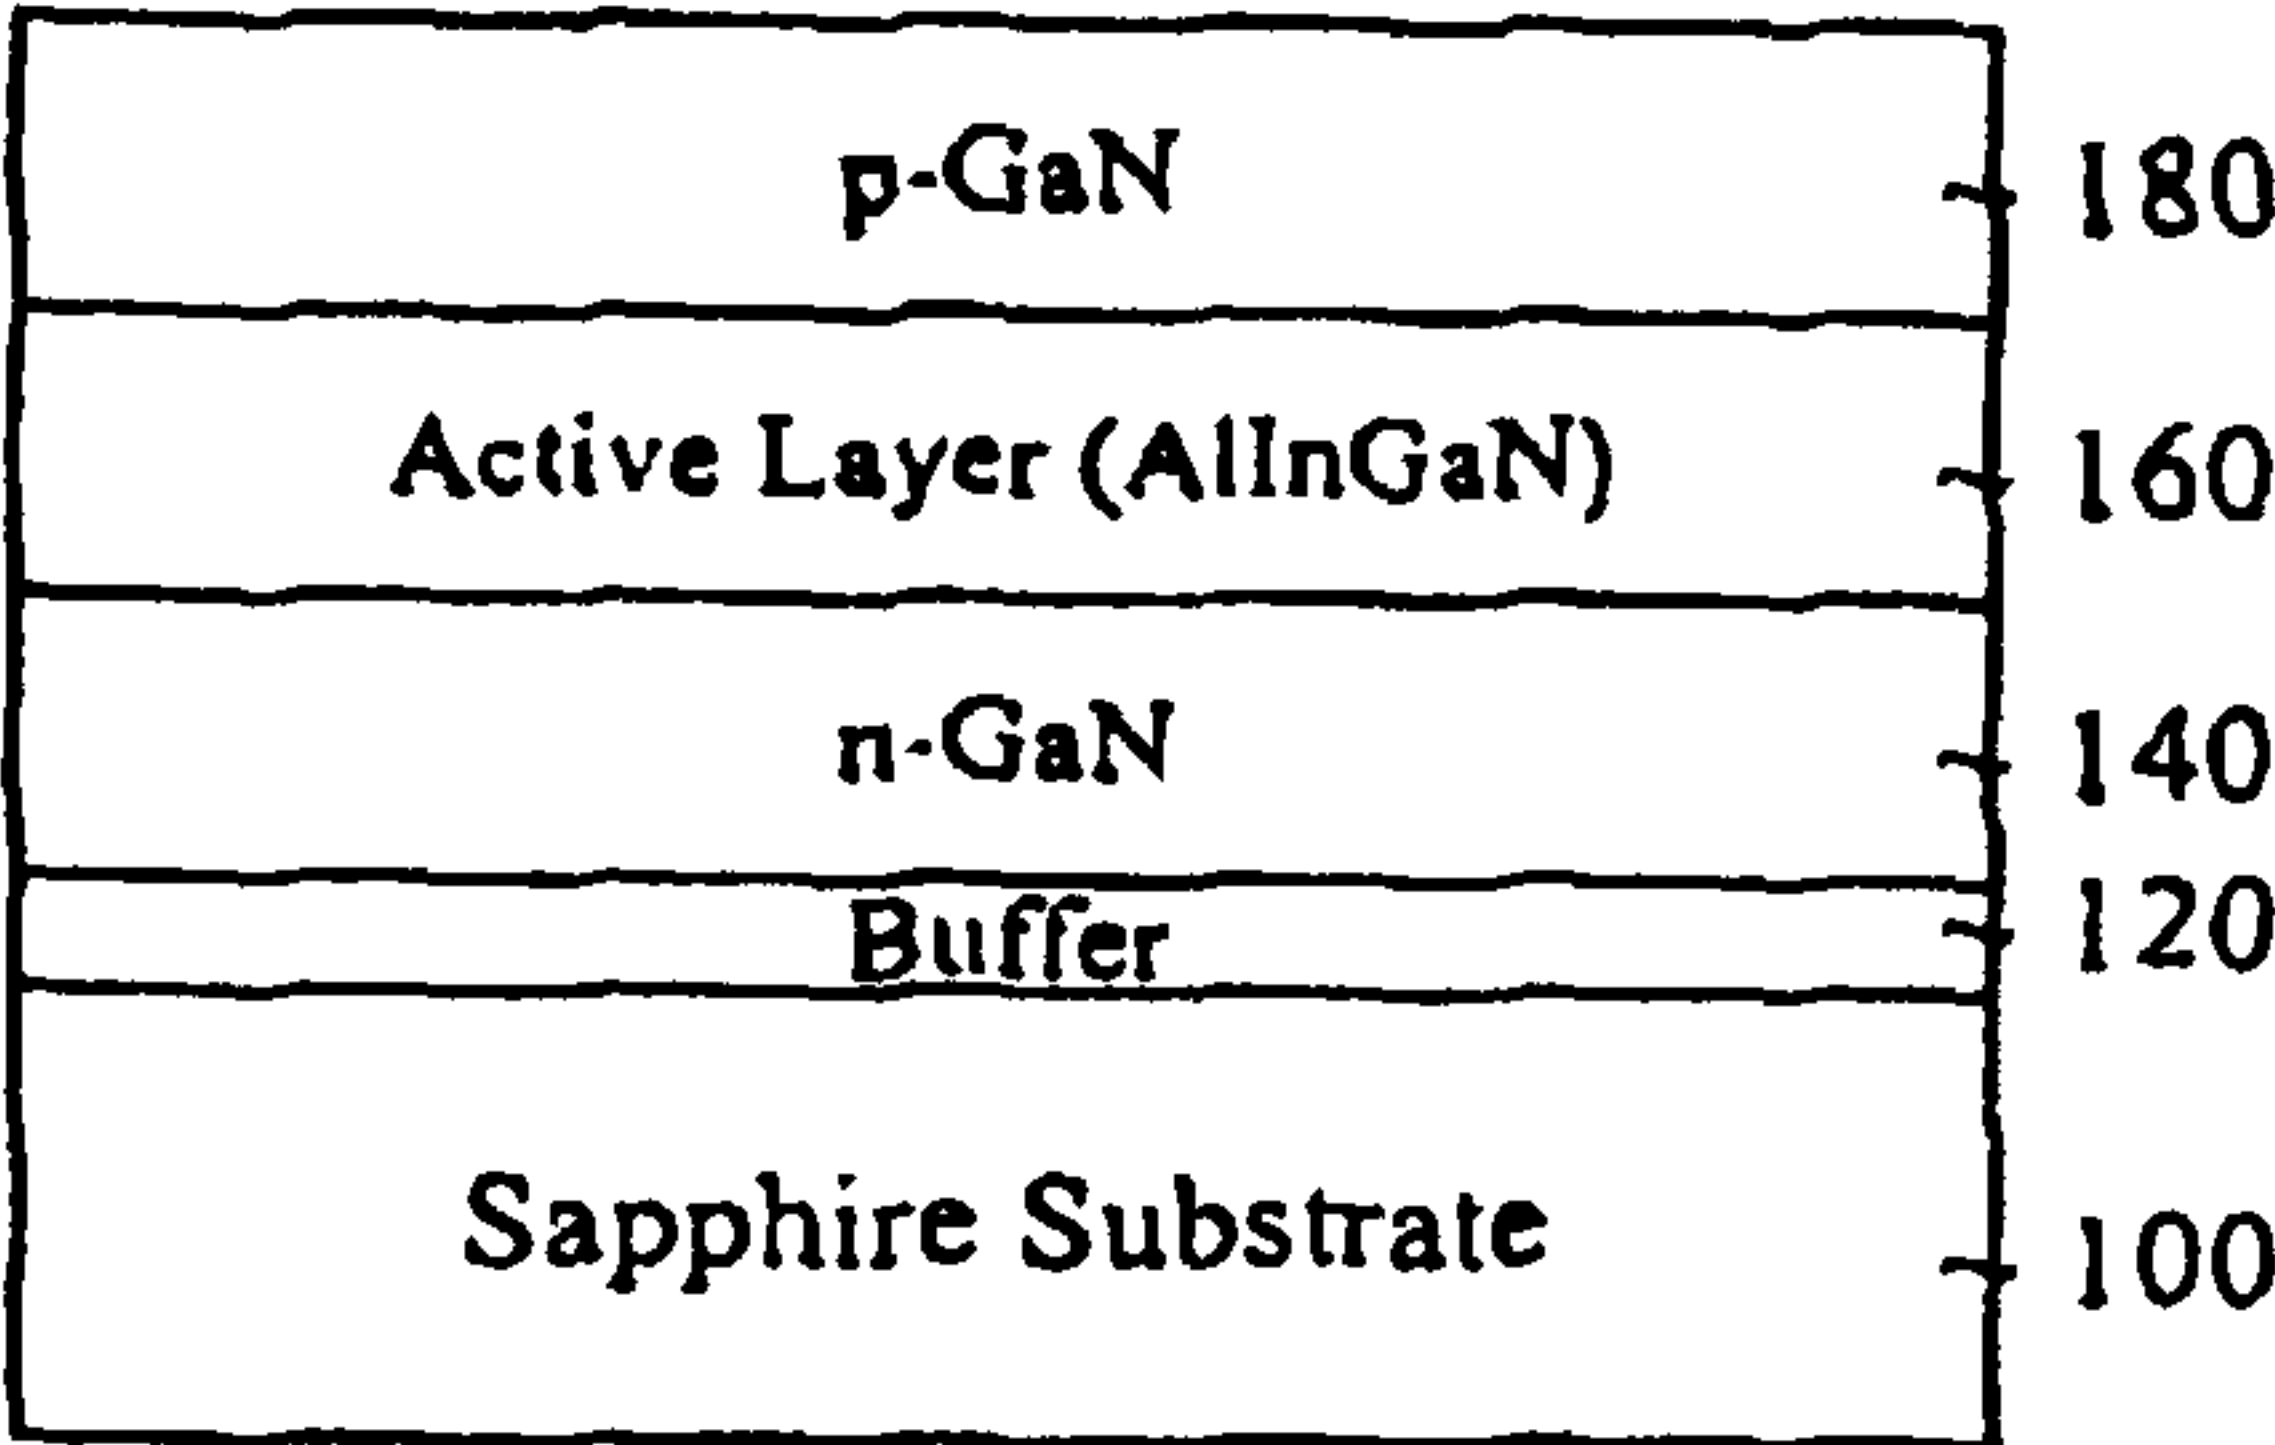 p-GaN 180
Active Layer (AlInGaN) 160
n-GaN 140
Buffer 120
Sapphire Substrate 100